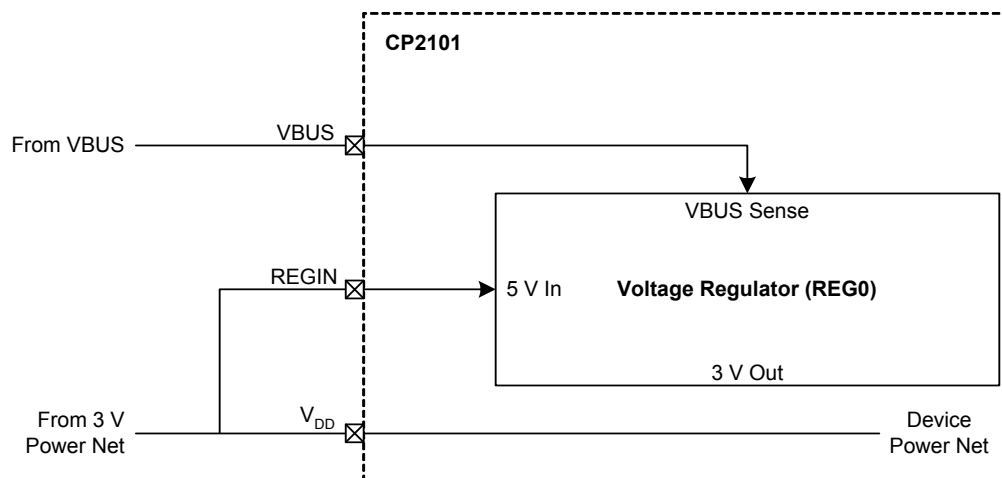 CP2101
VBUS
From VBUS
VBUS Sense
REGIN
5 V In
Voltage Regulator (REG0)
3 V Out
From 3 V
Power Net
VDD
Device
Power Net